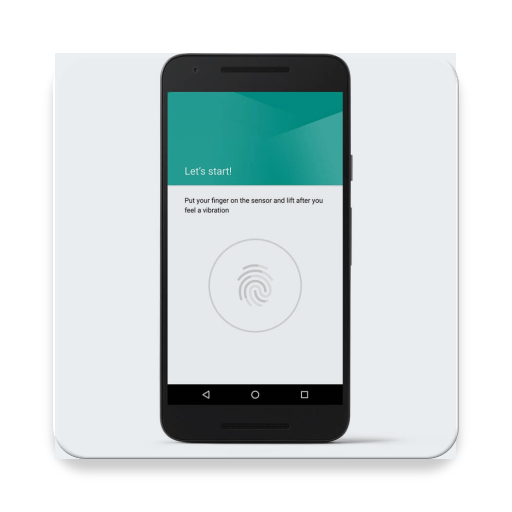 Let's start!
Put your finger on the sensor and lift after you
feel a vibration